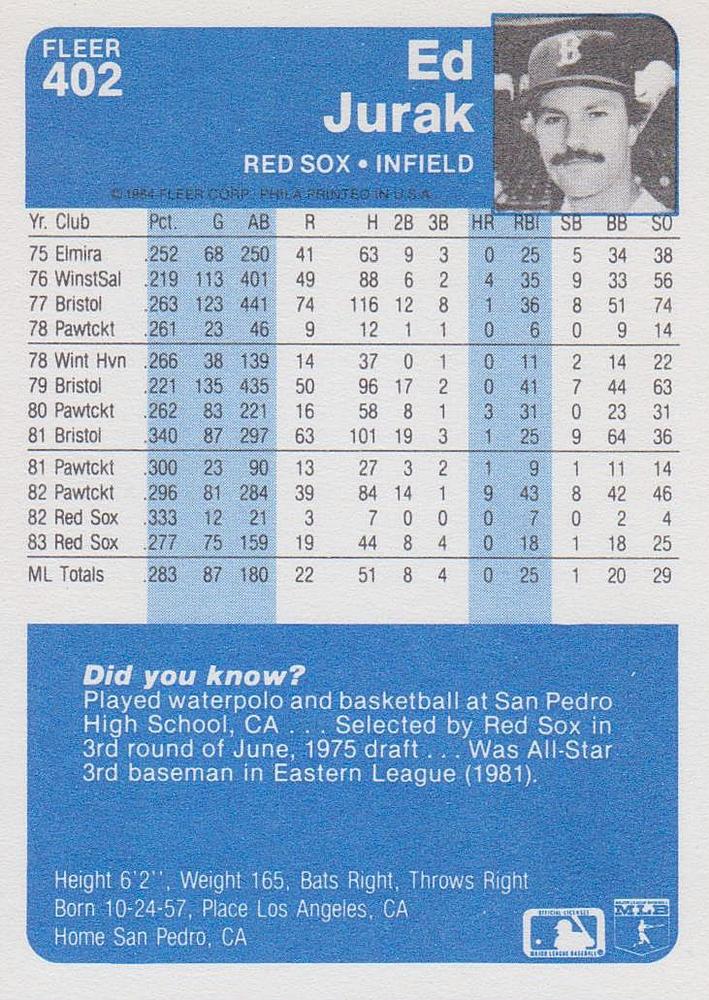 FLEER
402
Ed
Jurak
RED SOX • INFIELD
© 1984 FLEER CORP. PHILA PRINTED IN U.S.A.
Yr. Club Pct. G AB R H 2B 3B HR RBI SB BB SO
75 Elmira .252 68 250 41 63 9 3 0 25 5 34 38
76 WinstSal .219 113 401 49 88 6 2 4 35 9 33 56
77 Bristol .263 123 441 74 116 12 8 1 36 8 51 74
78 Pawtckt .261 23 46 9 12 1 1 0 6 0 9 14
78 Wint Hvn .266 38 139 14 37 0 1 0 11 2 14 22
79 Bristol .221 135 435 50 96 17 2 0 41 7 44 63
80 Pawtckt .262 83 221 16 58 8 1 3 31 0 23 31
81 Bristol .340 87 297 63 101 19 3 1 25 9 64 36
81 Pawtckt .300 23 90 13 27 3 2 1 9 1 11 14
82 Pawtckt .296 81 284 39 84 14 1 9 43 8 42 46
82 Red Sox .333 12 21 3 7 0 0 0 7 0 2 4
83 Red Sox .277 75 159 19 44 8 4 0 18 1 18 25
ML Totals .283 87 180 22 51 8 4 0 25 1 20 29
Did you know?
Played waterpolo and basketball at San Pedro
High School, CA . . . Selected by Red Sox in
3rd round of June, 1975 draft . . . Was All-Star
3rd baseman in Eastern League (1981).
Height 6'2'', Weight 165, Bats Right, Throws Right
Born 10-24-57, Place Los Angeles, CA
Home San Pedro, CA
OFFICIAL LICENSEE
MAJOR LEAGUE BASEBALL
MAJOR LEAGUE BASEBALL
MLB
B